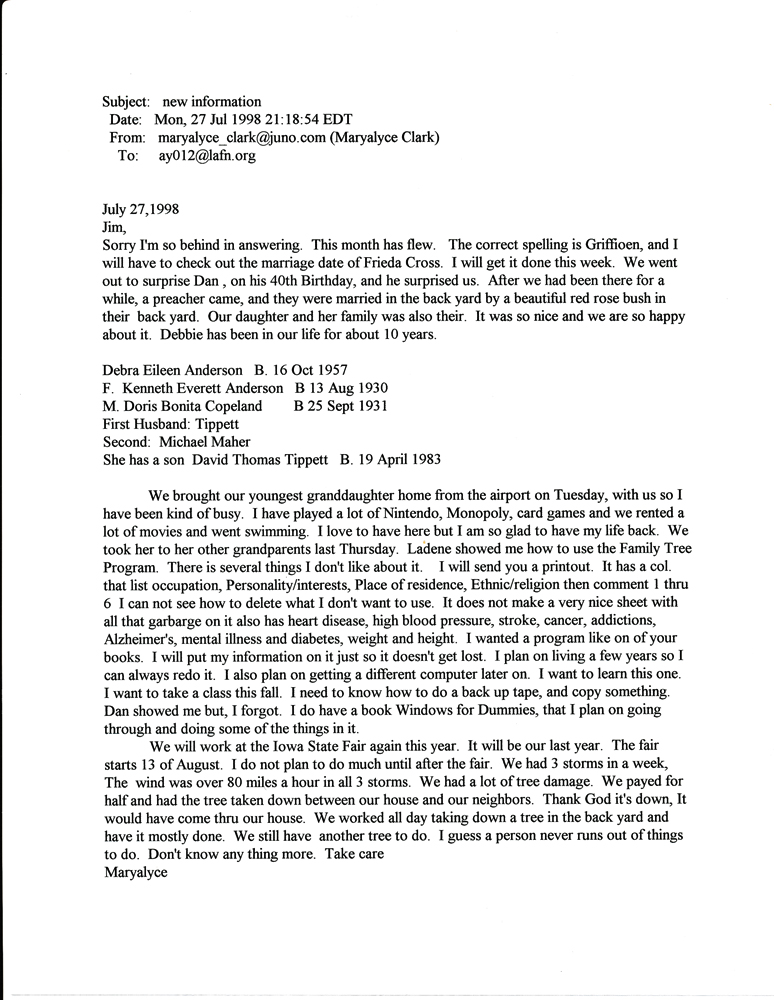 Subject: new information
Date: Mon, 27 Jul 1998 21:18:54 EDT
From: maryalyce_clark@juno.com (Maryalyce Clark)
To: ay012@lafn.org
July 27,1998
Jim,
Sorry I'm so behind in answering. This month has flew. The correct spelling is Griffioen, and I
will have to check out the marriage date of Frieda Cross. I will get it done this week. We went
out to surprise Dan , on his 40th Birthday, and he surprised us. After we had been there for a
while, a preacher came, and they were married in the back yard by a beautiful red rose bush in
their back yard. Our daughter and her family was also their. It was so nice and we are so happy
about it. Debbie has been in our life for about 10 years.
Debra Eileen Anderson B. 16 Oct 1957
F. Kenneth Everett Anderson B 13 Aug 1930
M. Doris Bonita Copeland B 25 Sept 1931
First Husband: Tippett
Second: Michael Maher
She has a son David Thomas Tippett B. 19 April 1983
We brought our youngest granddaughter home from the airport on Tuesday, with us so I
have been kind of busy. I have played a lot of Nintendo, Monopoly, card games and we rented a
lot of movies and went swimming. I love to have here but I am so glad to have my life back. We
took her to her other grandparents last Thursday. Ladene showed me how to use the Family Tree
Program. There is several things I don't like about it. I will send you a printout. It has a col.
that list occupation, Personality/interests, Place of residence, Ethnic/religion then comment 1 thru
6 I can not see how to delete what I don't want to use. It does not make a very nice sheet with
all that garbarge on it also has heart disease, high blood pressure, stroke, cancer, addictions,
Alzheimer's, mental illness and diabetes, weight and height. I wanted a program like on of your
books. I will put my information on it just so it doesn't get lost. I plan on living a few years so I
can always redo it. I also plan on getting a different computer later on. I want to learn this one.
I want to take a class this fall. I need to know how to do a back up tape, and copy something.
Dan showed me but, I forgot. I do have a book Windows for Dummies, that I plan on going
through and doing some of the things in it.
We will work at the Iowa State Fair again this year. It will be our last year. The fair
starts 13 of August. I do not plan to do much until after the fair. We had 3 storms in a week,
The wind was over 80 miles a hour in all 3 storms. We had a lot of tree damage. We payed for
half and had the tree taken down between our house and our neighbors. Thank God it's down, It
would have come thru our house. We worked all day taking down a tree in the back yard and
have it mostly done. We still have another tree to do. I guess a person never runs out of things
to do. Don't know any thing more. Take care
Maryalyce